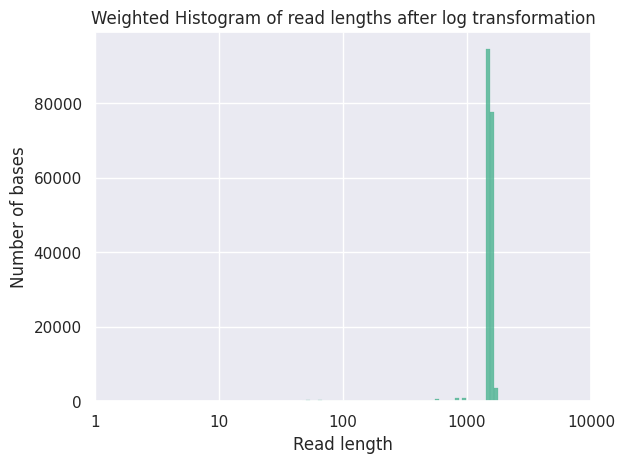 Weighted Histogram of read lengths after log transformation
Number of bases
80000
60000
40000
20000
0
1 10 100 1000 10000
Read length